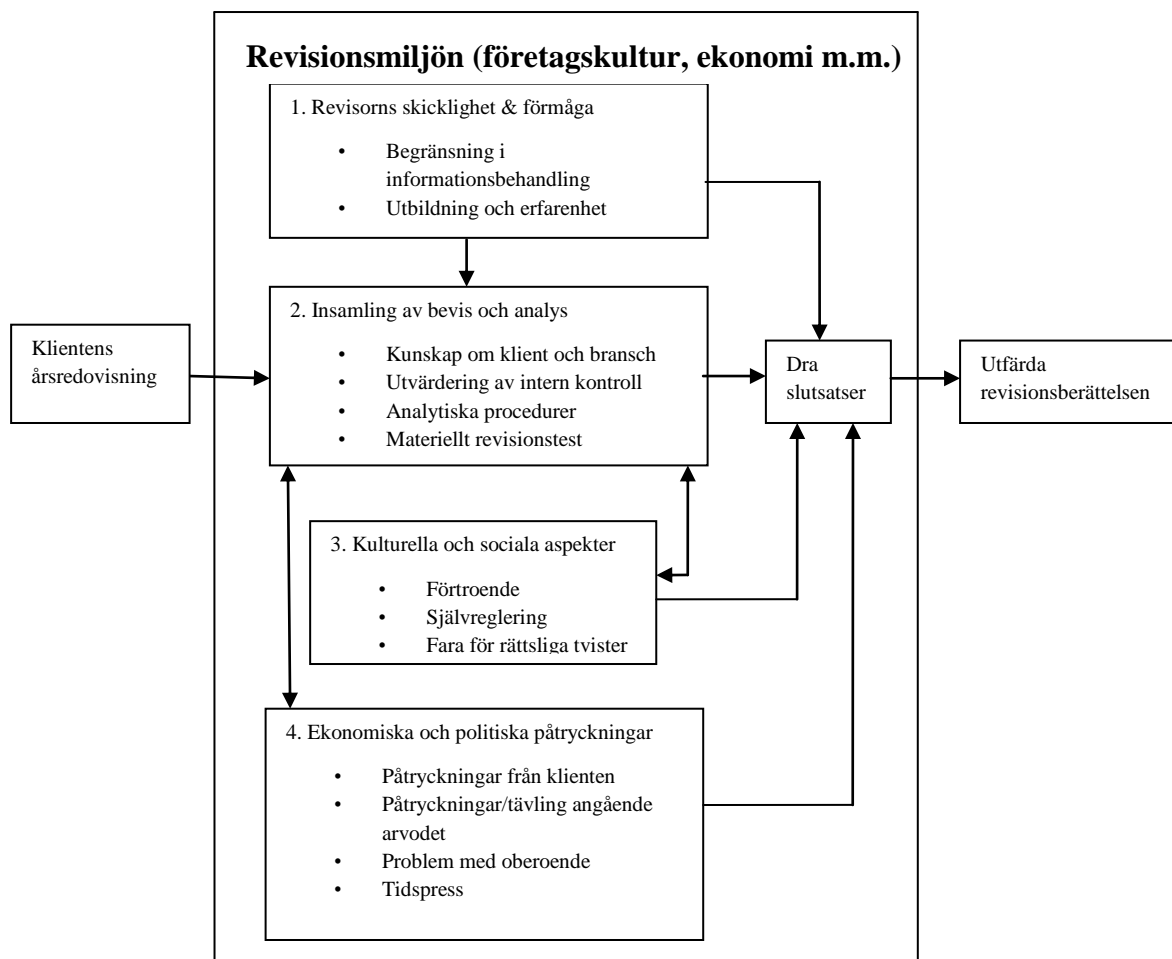 Revisionsmiljön (företagskultur, ekonomi m.m.)
1. Revisorns skicklighet & förmåga
• Begränsning i
informationsbehandling
• Utbildning och erfarenhet
2. Insamling av bevis och analys
• Kunskap om klient och bransch
• Utvärdering av intern kontroll
• Analytiska procedurer
• Materiellt revisionstest
Klientens
årsredovisning
Dra
slutsatser
Utfärda
revisionsberättelsen
3. Kulturella och sociala aspekter
• Förtroende
• Självreglering
• Fara för rättsliga tvister
4. Ekonomiska och politiska påtryckningar
• Påtryckningar från klienten
• Påtryckningar/tävling angående
arvodet
• Problem med oberoende
• Tidspress